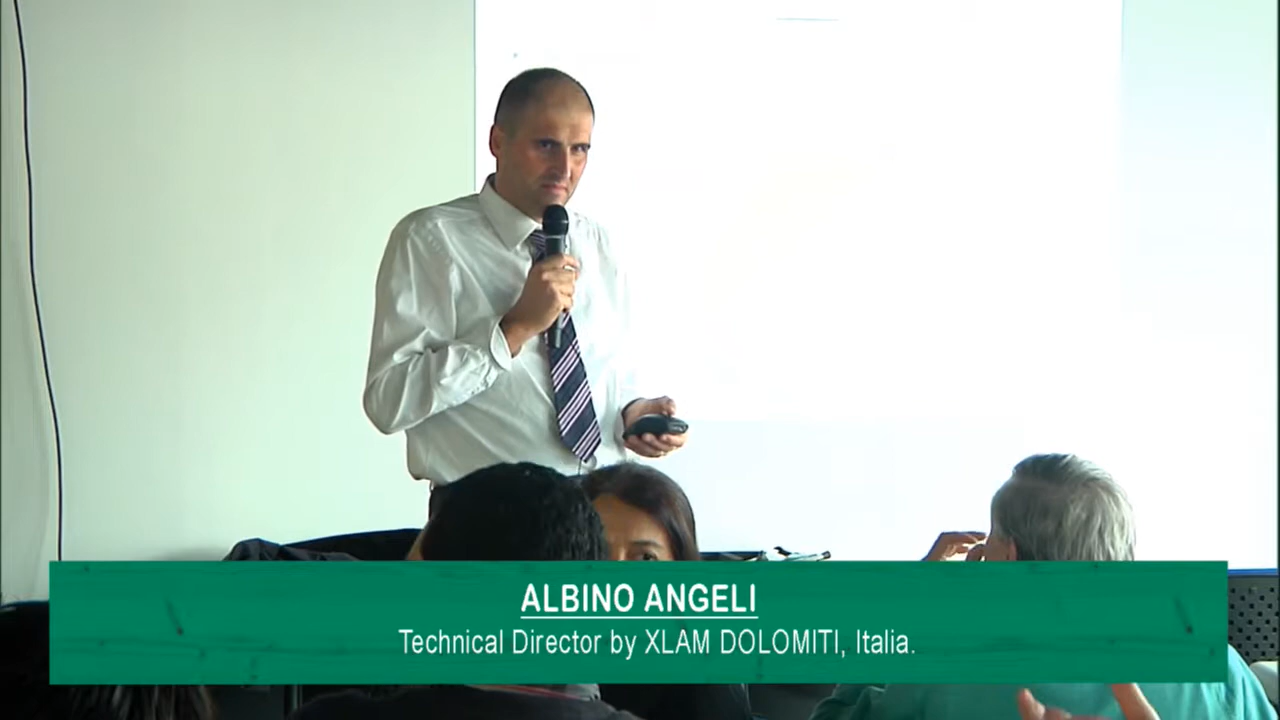 ALBINO ANGELI
Technical Director by XLAM DOLOMITI, Italia.